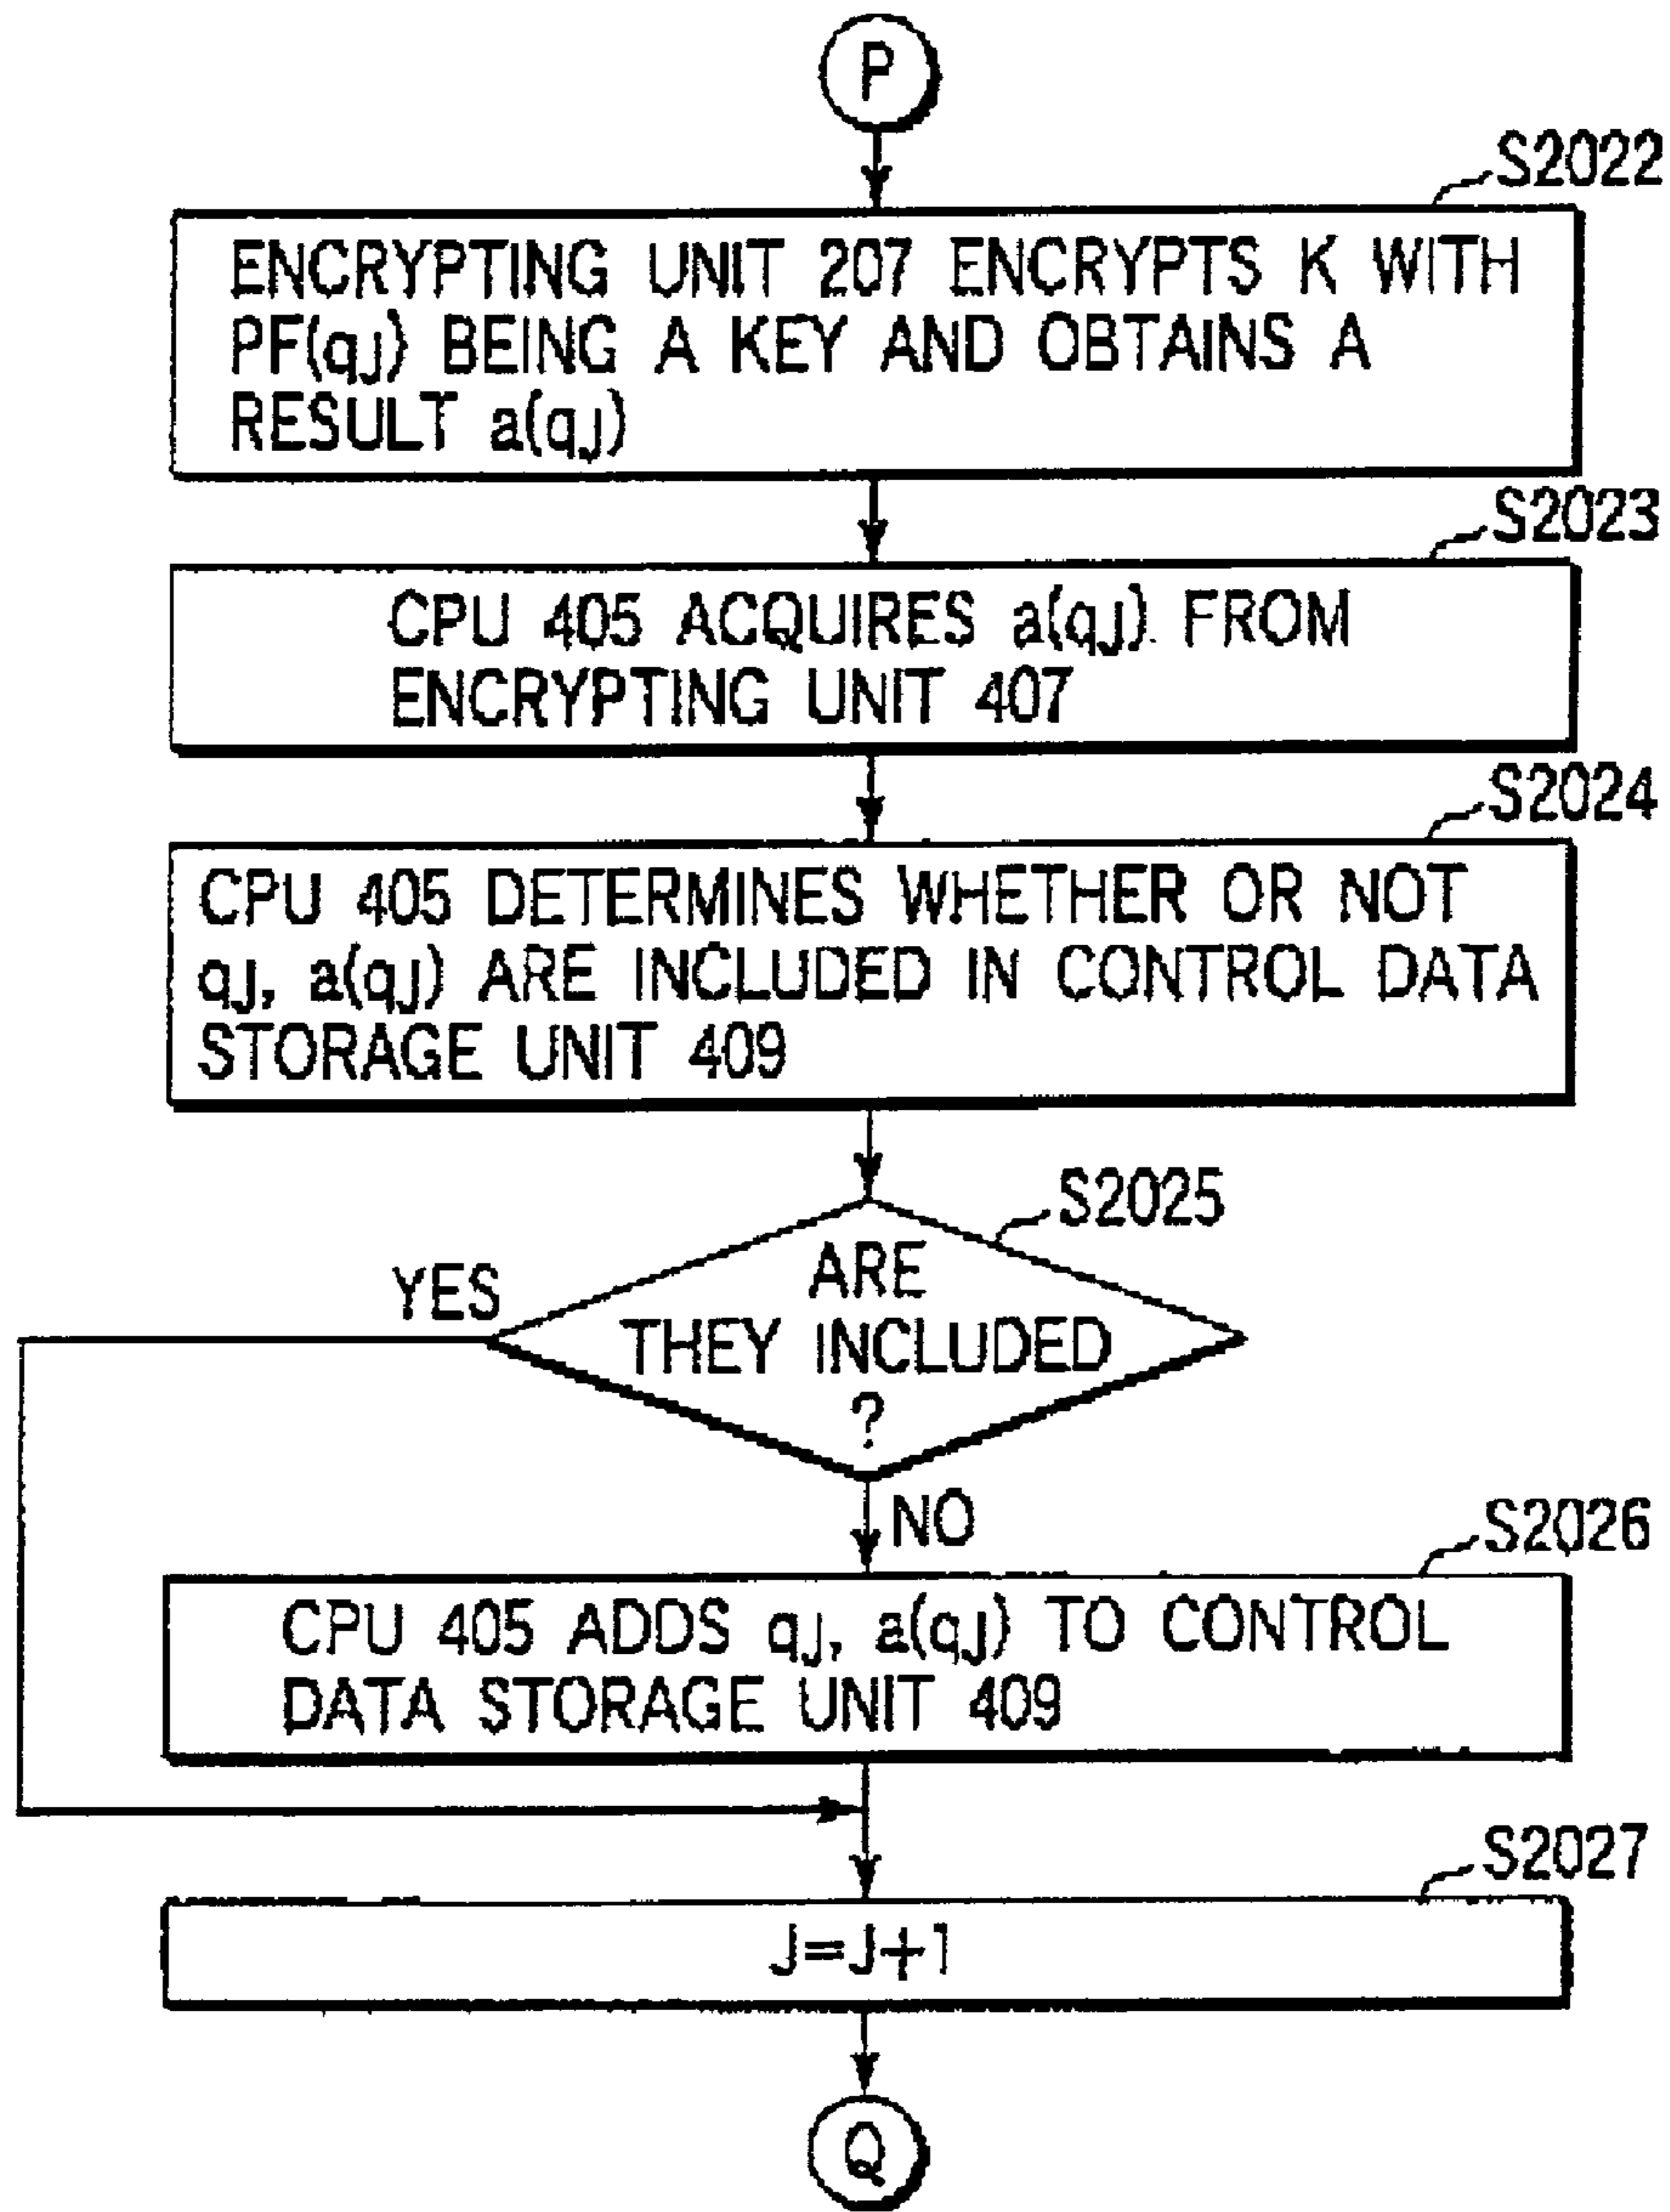 P
S2022
ENCRYPTING UNIT 207 ENCRYPTS K WITH
PF(qj) BEING A KEY AND OBTAINS A
RESULT a(qj)
S2023
CPU 405 ACQUIRES a(qj) FROM
ENCRYPTING UNIT 407
S2024
CPU 405 DETERMINES WHETHER OR NOT
qj, a(qj) ARE INCLUDED IN CONTROL DATA
STORAGE UNIT 409
S2025
ARE
THEY INCLUDED
?
YES
NO
S2026
CPU 405 ADDS qj, a(qj) TO CONTROL
DATA STORAGE UNIT 409
S2027
J=J+1
Q